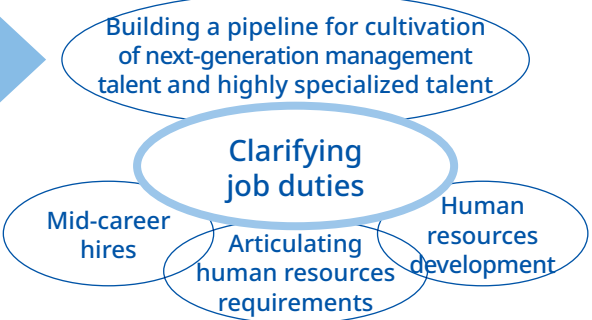 Building a pipeline for cultivation
of next-generation management
talent and highly specialized talent
Clarifying
job duties
Mid-career
hires
Articulating
human resources
requirements
Human
resources
development